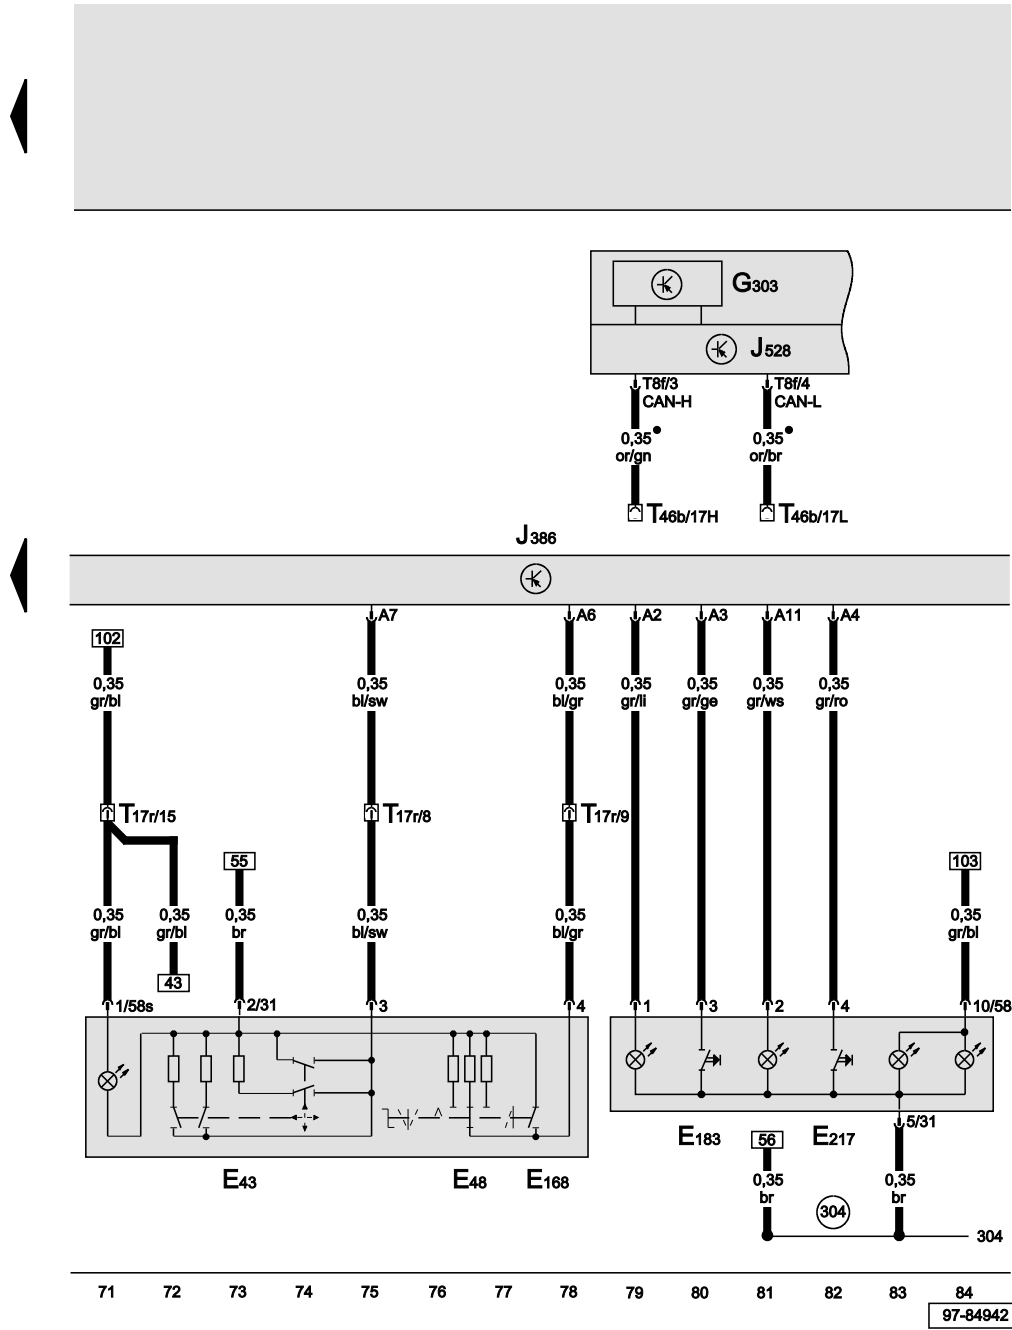 G303
J528
T8f/3
CAN-H
T8f/4
CAN-L
0,35
or/gn
0,35
or/br
T46b/17H
T46b/17L
J386
A7
A6
A2
A3
A11
A4
102
0,35
gr/bl
0,35
bl/sw
0,35
bl/gr
0,35
gr/li
0,35
gr/ge
0,35
gr/ws
0,35
gr/ro
T17r/15
T17r/8
T17r/9
55
103
0,35
gr/bl
0,35
gr/bl
0,35
br
0,35
bl/sw
0,35
bl/gr
0,35
gr/bl
43
1/58s
2/31
3
4
1
3
2
4
10/58
5/31
E43
E48
E168
E183
56
E217
0,35
br
304
0,35
br
304
71 72 73 74 75 76 77 78 79 80 81 82 83 84
97-84942